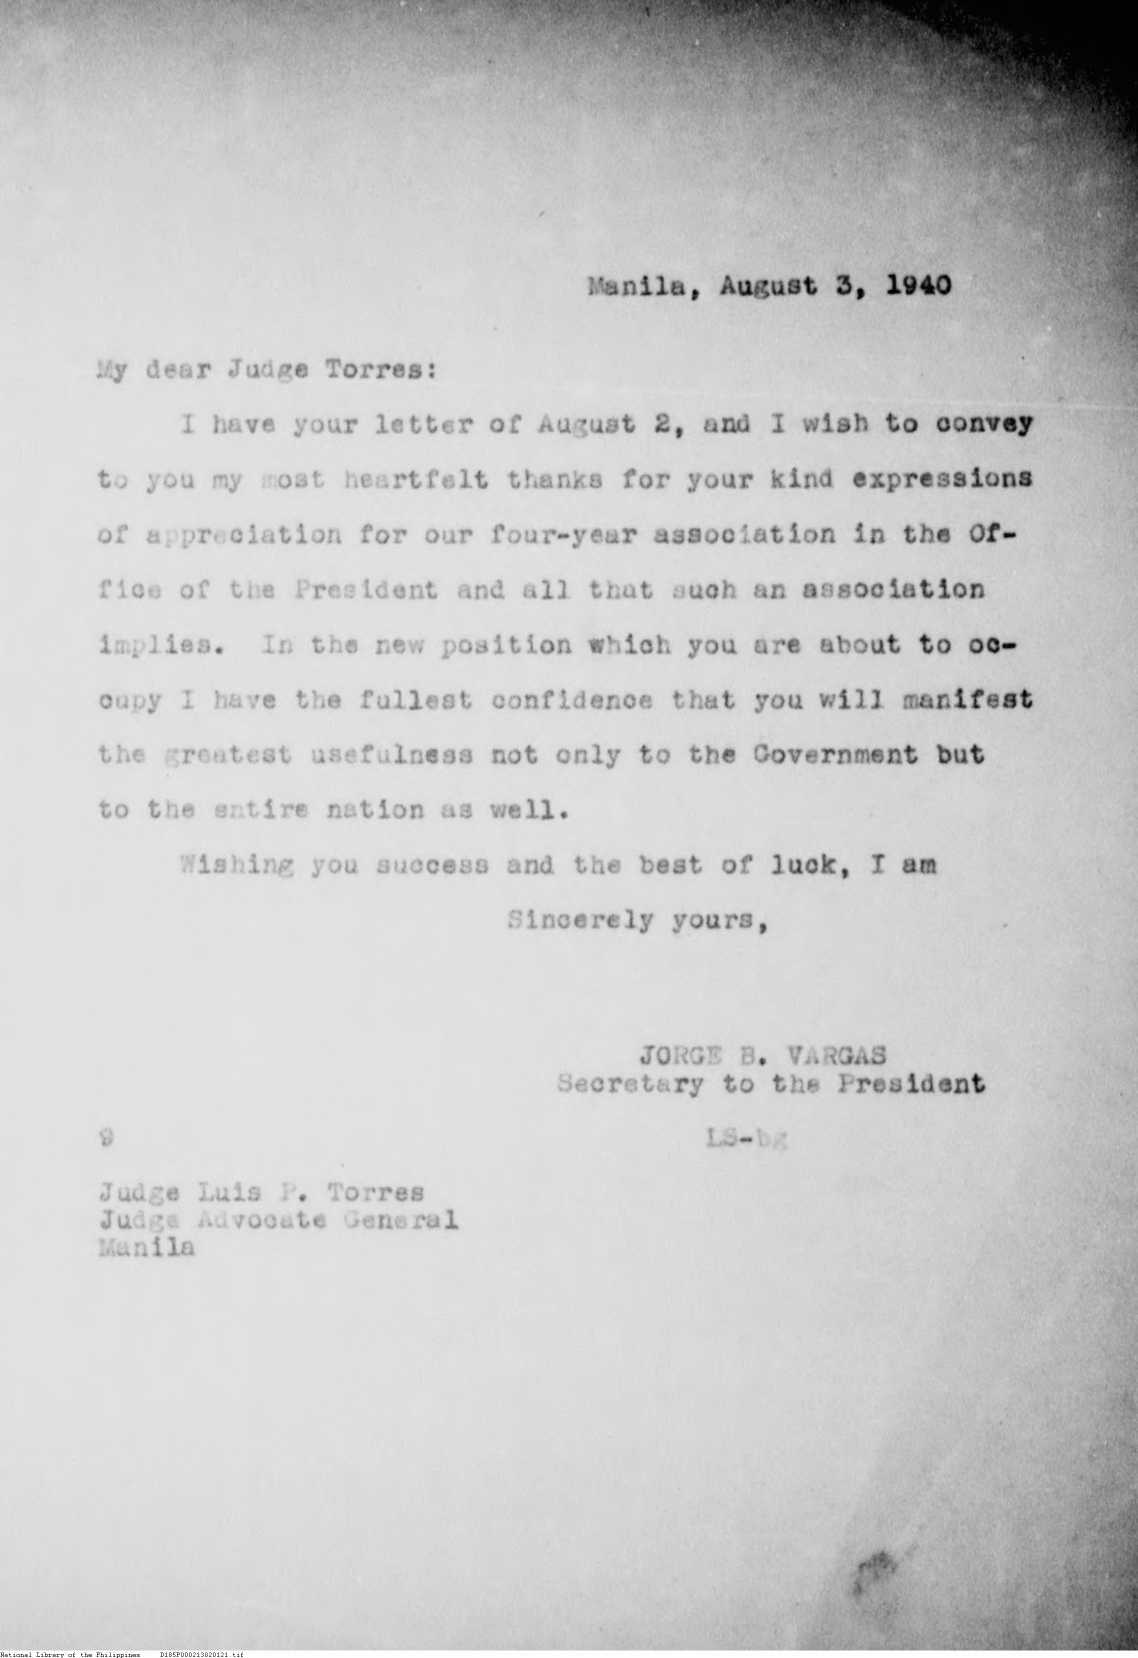 Manila, August 3, 1940
My dear Judge Torres:
I have your letter of August 2, and I wish to convey
to you my most heartfelt thanks for your kind expressions
of appreciation for our four-year association in the Of-
fice of the President and all that such an association
implies. In the new position which you are about to oc-
cupy I have the fullest confidence that you will manifest
the greatest usefulness not only to the Government but
to the entire nation as well.
Wishing you success and the best of luck, I am
Sincerely yours,
JORGE B. VARGAS
Secretary to the President
9
LS-bg
Judge Luis P. Torres
Judge Advocate General
Manila
National Library of the Philippines D185P000213020121.tif